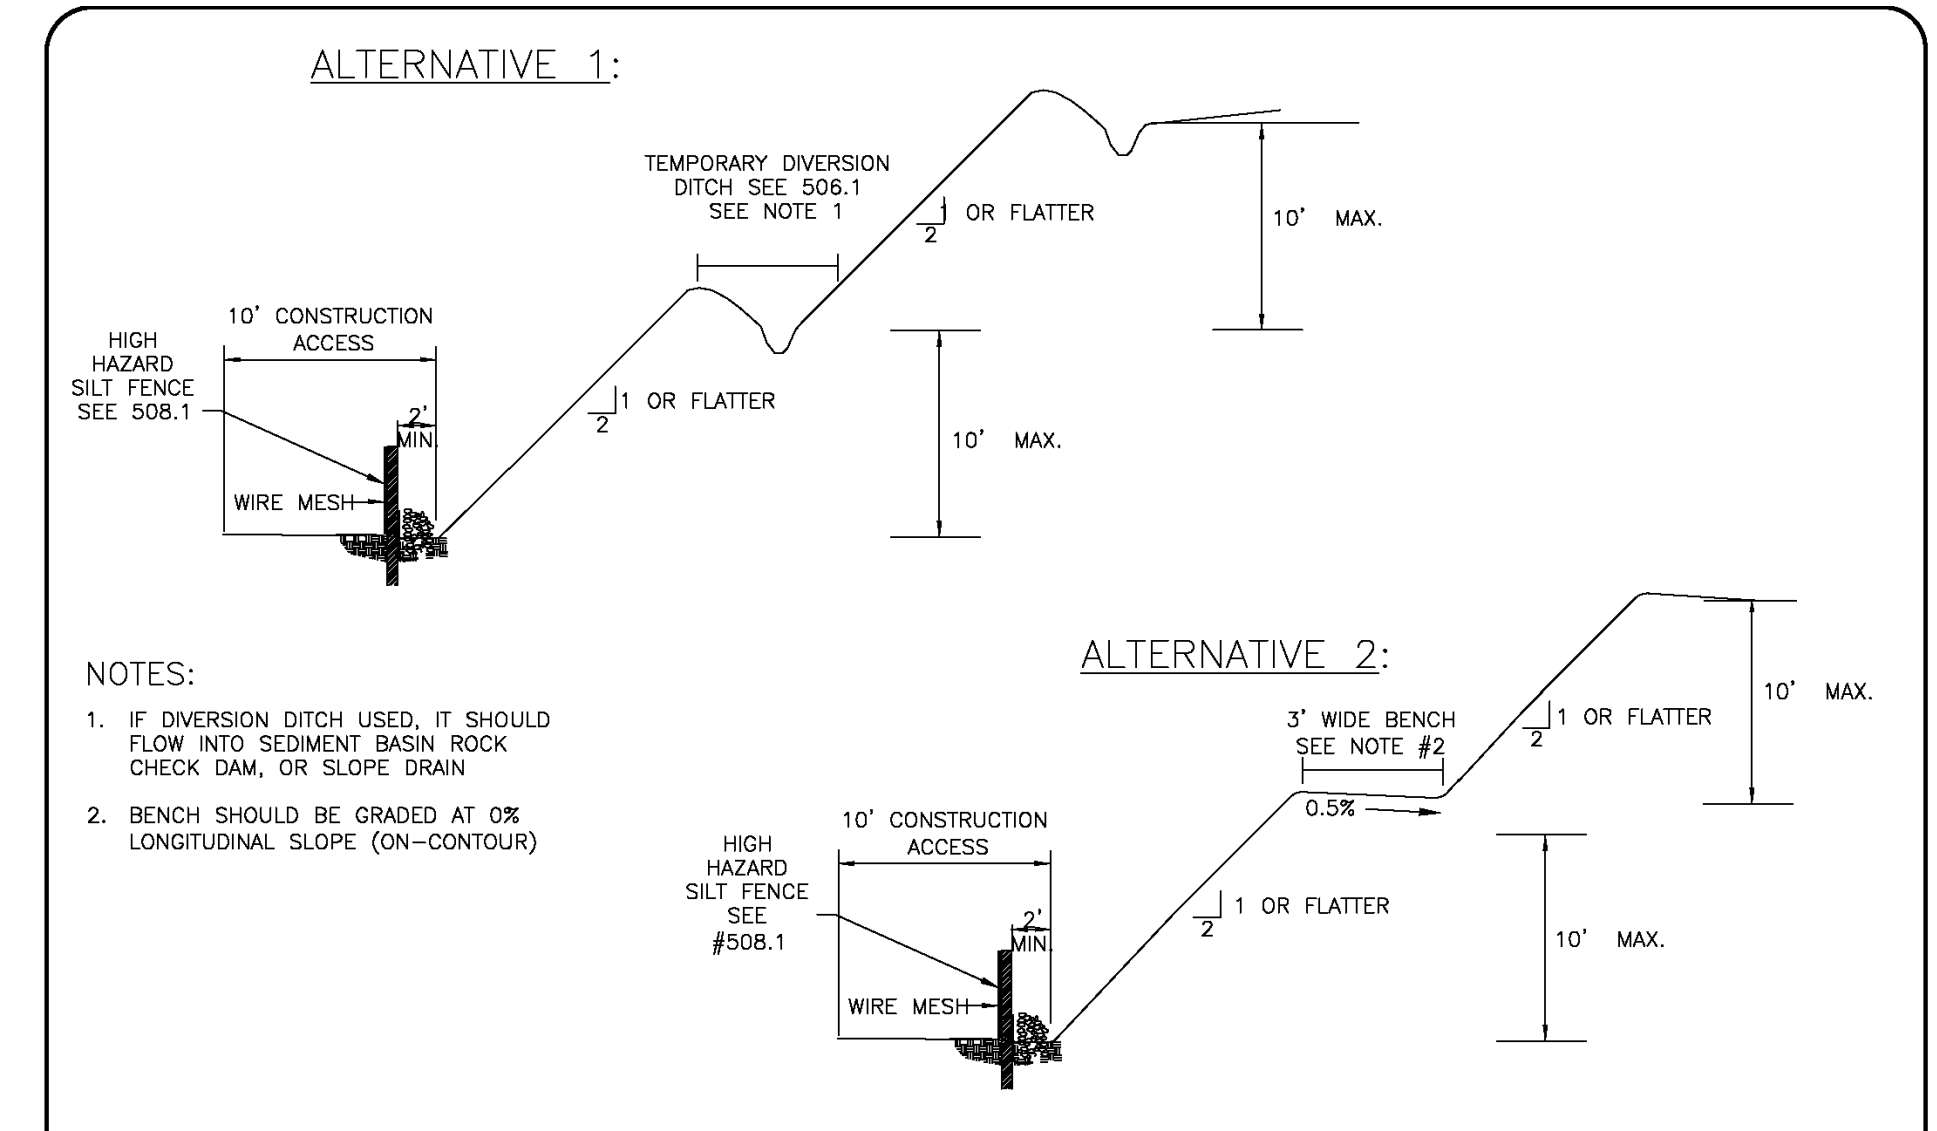 ALTERNATIVE 1:
TEMPORARY DIVERSION
DITCH SEE 506.1
SEE NOTE 1
1 OR FLATTER
2
10' MAX.
10' CONSTRUCTION
ACCESS
HIGH
HAZARD
SILT FENCE
SEE 508.1
2'
MIN.
1 OR FLATTER
2
10' MAX.
WIRE MESH
NOTES:
1. IF DIVERSION DITCH USED, IT SHOULD
FLOW INTO SEDIMENT BASIN ROCK
CHECK DAM, OR SLOPE DRAIN
2. BENCH SHOULD BE GRADED AT 0%
LONGITUDINAL SLOPE (ON-CONTOUR)
ALTERNATIVE 2:
10' MAX.
1 OR FLATTER
2
3' WIDE BENCH
SEE NOTE #2
0.5%
10' CONSTRUCTION
ACCESS
HIGH
HAZARD
SILT FENCE
SEE
#508.1
2'
MIN.
1 OR FLATTER
2
10' MAX.
WIRE MESH